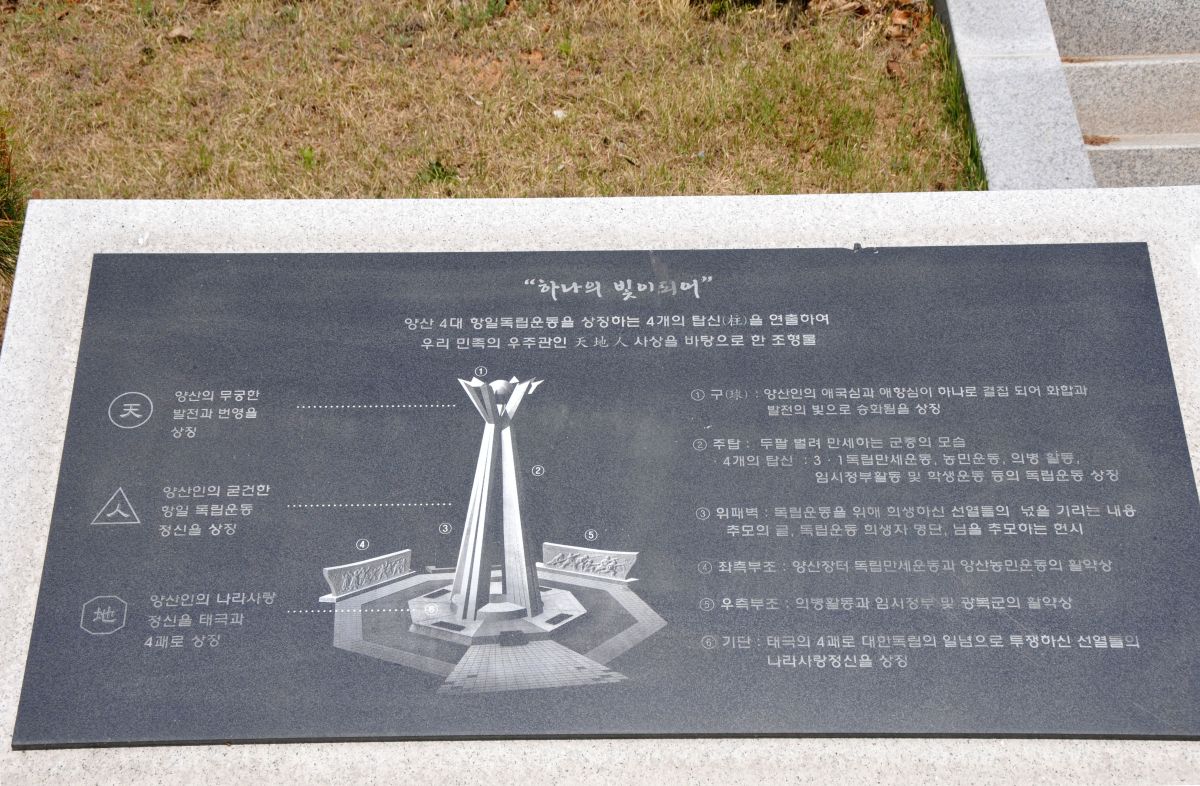 “하나의 빛이되어”
양산 4대 항일독립운동을 상징하는 4개의 탑신(柱)을 연출하여
우리 민족의 우주관인 天地人 사상을 바탕으로 한 조형물
天
양산의 무궁한
발전과 번영을
상징
人
양산인의 굳건한
항일 독립운동
정신을 상징
地
양산인의 나라사랑
정신을 태극과
4괘로 상징
①
②
③
④
⑤
⑥
① 구(球) : 양산인의 애국심과 애향심이 하나로 결집 되어 화합과
발전의 빛으로 승화됨을 상징
② 주탑 : 두팔 벌려 만세하는 군중의 모습
4개의 탑신 : 3·1독립만세운동, 농민운동, 의병 활동,
임시정부활동 및 학생운동 등의 독립운동 상징
③ 위패벽 : 독립운동을 위해 희생하신 선열들의 넋을 기리는 내용
추모의 글, 독립운동 희생자 명단, 님을 추모하는 헌시
④ 좌측부조 : 양산장터 독립만세운동과 양산농민운동의 활약상
⑤ 우측부조 : 의병활동과 임시정부 및 광복군의 활약상
⑥ 기단 : 태극의 4괘로 대한독립의 일념으로 투쟁하신 선열들의
나라사랑정신을 상징